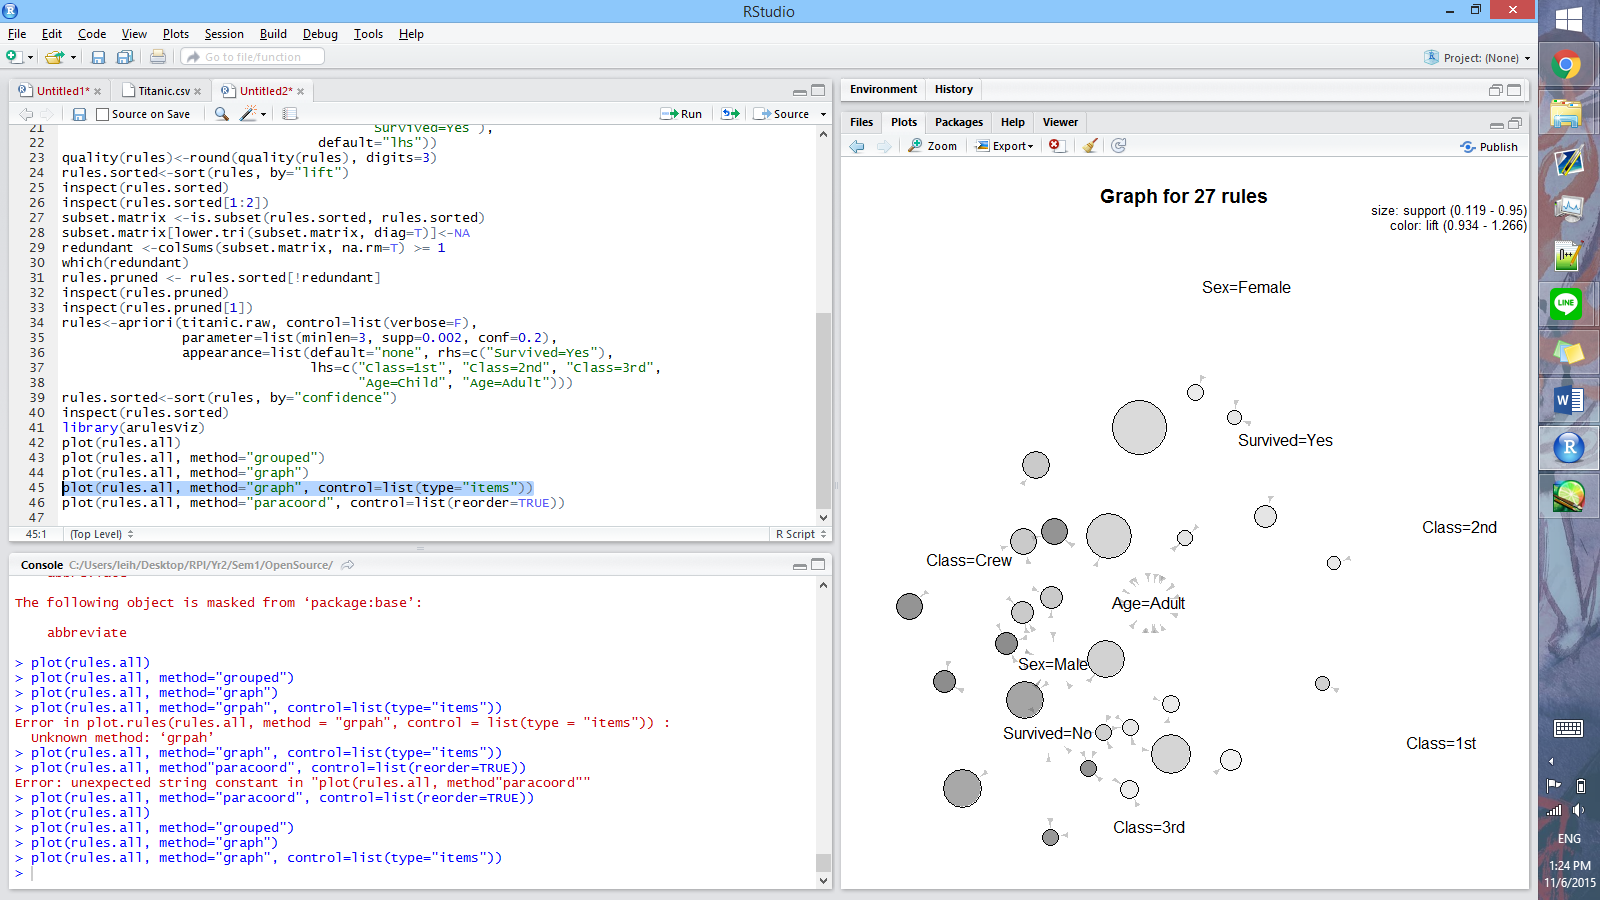 RStudio
File Edit Code View Plots Session Build Debug Tools Help
Go to file/function
Project: (None)
Untitled1* Titanic.csv Untitled2*
Source on Save Run Source
21 Survived=Yes ),
22 default="lhs"))
23 quality(rules)<-round(quality(rules), digits=3)
24 rules.sorted<-sort(rules, by="lift")
25 inspect(rules.sorted)
26 inspect(rules.sorted[1:2])
27 subset.matrix <-is.subset(rules.sorted, rules.sorted)
28 subset.matrix[lower.tri(subset.matrix, diag=T)]<-NA
29 redundant <-colSums(subset.matrix, na.rm=T) >= 1
30 which(redundant)
31 rules.pruned <- rules.sorted[!redundant]
32 inspect(rules.pruned)
33 inspect(rules.pruned[1])
34 rules<-apriori(titanic.raw, control=list(verbose=F),
35 parameter=list(minlen=3, supp=0.002, conf=0.2),
36 appearance=list(default="none", rhs=c("Survived=Yes"),
37 lhs=c("Class=1st", "Class=2nd", "Class=3rd",
38 "Age=Child", "Age=Adult")))
39 rules.sorted<-sort(rules, by="confidence")
40 inspect(rules.sorted)
41 library(arulesViz)
42 plot(rules.all)
43 plot(rules.all, method="grouped")
44 plot(rules.all, method="graph")
45 plot(rules.all, method="graph", control=list(type="items"))
46 plot(rules.all, method="paracoord", control=list(reorder=TRUE))
47
45:1 (Top Level) R Script
Console C:/Users/leih/Desktop/RPI/Yr2/Sem1/OpenSource/
The following object is masked from ‘package:base’:
abbreviate
> plot(rules.all)
> plot(rules.all, method="grouped")
> plot(rules.all, method="graph")
> plot(rules.all, method="grpah", control=list(type="items"))
Error in plot.rules(rules.all, method = "grpah", control = list(type = "items")) :
Unknown method: ‘grpah’
> plot(rules.all, method="graph", control=list(type="items"))
> plot(rules.all, method"paracoord", control=list(reorder=TRUE))
Error: unexpected string constant in "plot(rules.all, method"paracoord""
> plot(rules.all, method="paracoord", control=list(reorder=TRUE))
> plot(rules.all)
> plot(rules.all, method="grouped")
> plot(rules.all, method="graph")
> plot(rules.all, method="graph", control=list(type="items"))
>
Environment History
Files Plots Packages Help Viewer
Zoom Export Publish
Graph for 27 rules
size: support (0.119 - 0.95)
color: lift (0.934 - 1.266)
Sex=Female
Survived=Yes
Class=2nd
Class=Crew
Age=Adult
Sex=Male
Survived=No
Class=1st
Class=3rd
LINE
ENG
1:24 PM
11/6/2015